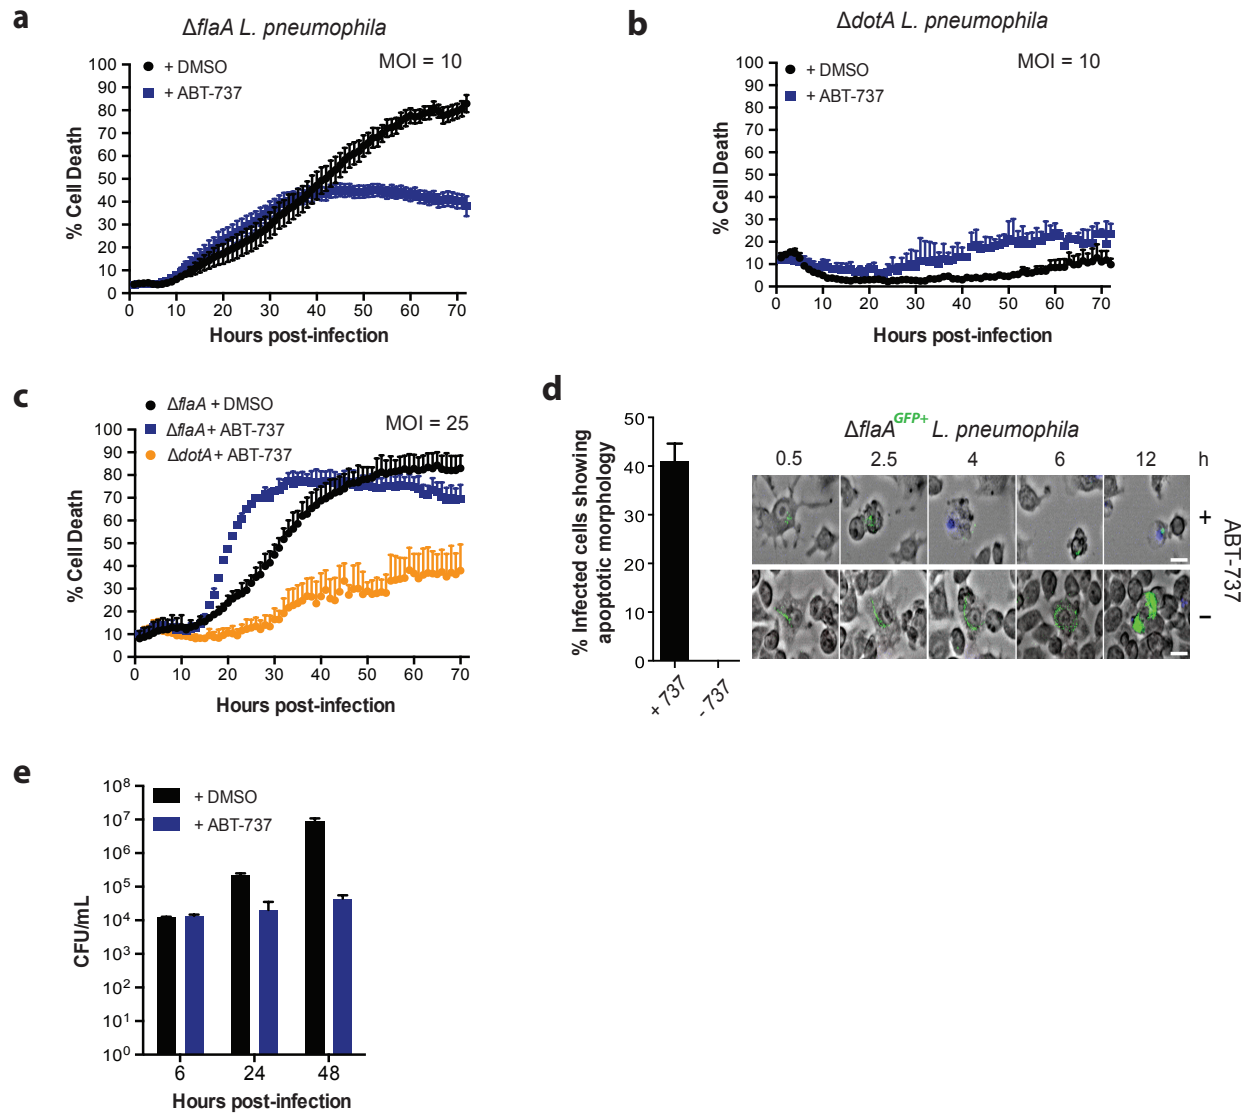 a
ΔflaA L. pneumophila
MOI = 10
+ DMSO
+ ABT-737
100
90
80
70
60
50
40
30
20
10
0
% Cell Death
0 10 20 30 40 50 60 70
Hours post-infection
b
ΔdotA L. pneumophila
MOI = 10
+ DMSO
+ ABT-737
100
90
80
70
60
50
40
30
20
10
0
% Cell Death
0 10 20 30 40 50 60 70
Hours post-infection
c
ΔflaA + DMSO
ΔflaA + ABT-737
ΔdotA + ABT-737
MOI = 25
100
90
80
70
60
50
40
30
20
10
0
% Cell Death
0 10 20 30 40 50 60 70
Hours post-infection
d
50
40
30
20
10
0
% Infected cells showing
apoptotic morphology
+ 737
- 737
ΔflaA GFP+ L. pneumophila
0.5 2.5 4 6 12 h
+
−
ABT-737
e
+ DMSO
+ ABT-737
10⁸
10⁷
10⁶
10⁵
10⁴
10³
10²
10¹
10⁰
CFU/mL
6 24 48
Hours post-infection